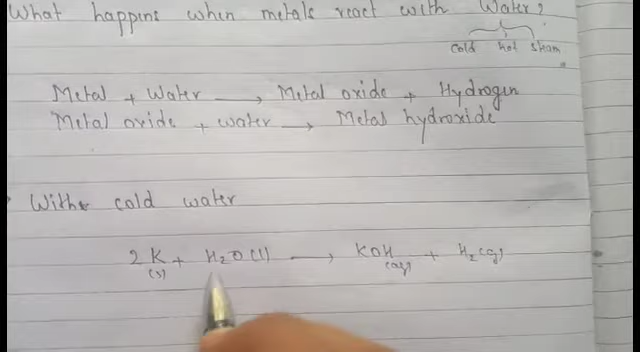 What happens when metals react with Water?
cold hot steam
Metal + Water → Metal oxide + Hydrogen
Metal oxide + water → Metal hydroxide
With cold water
2K(s) + H₂O(l) → KOH(aq) + H₂(g)